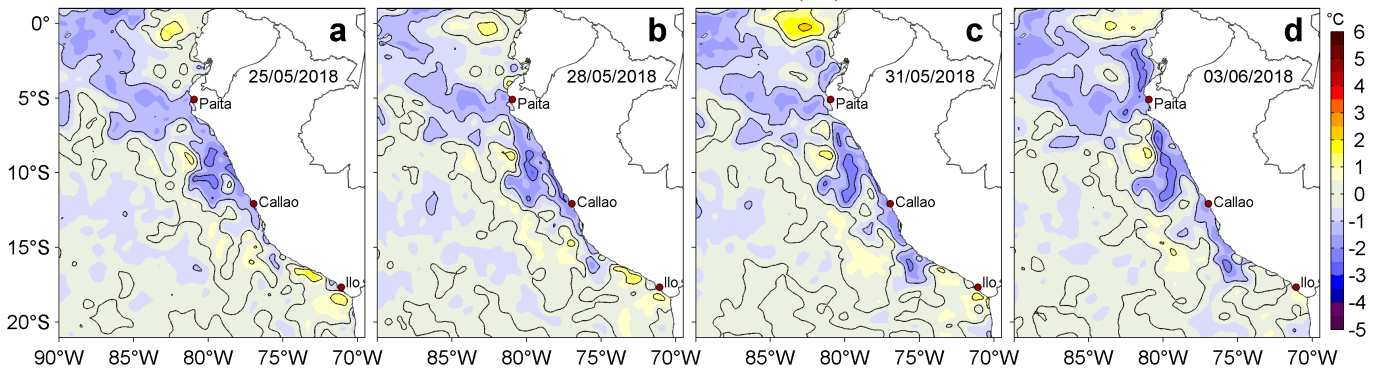 a
b
c
d
°C
0°
5°S
10°S
15°S
20°S
25/05/2018
28/05/2018
31/05/2018
03/06/2018
Paita
Paita
Paita
Paita
Callao
Callao
Callao
Callao
Ilo
Ilo
Ilo
Ilo
90°W
85°W
80°W
75°W
70°W
85°W
80°W
75°W
70°W
85°W
80°W
75°W
70°W
85°W
80°W
75°W
70°W
6
5
4
3
2
1
0
-1
-2
-3
-4
-5